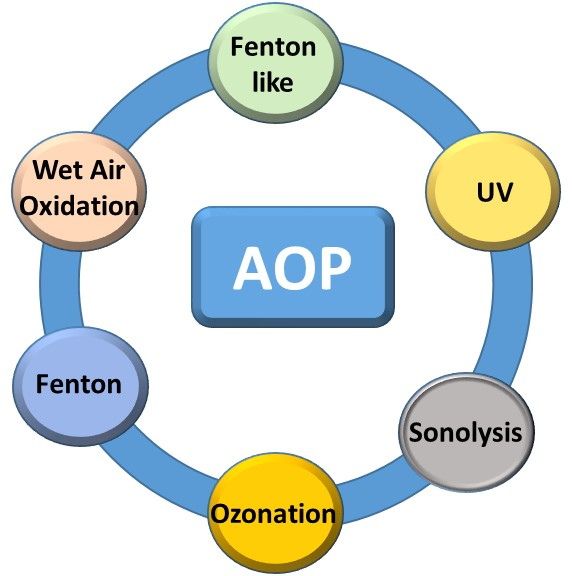 Fenton
like
Wet Air
Oxidation
UV
AOP
Fenton
Sonolysis
Ozonation